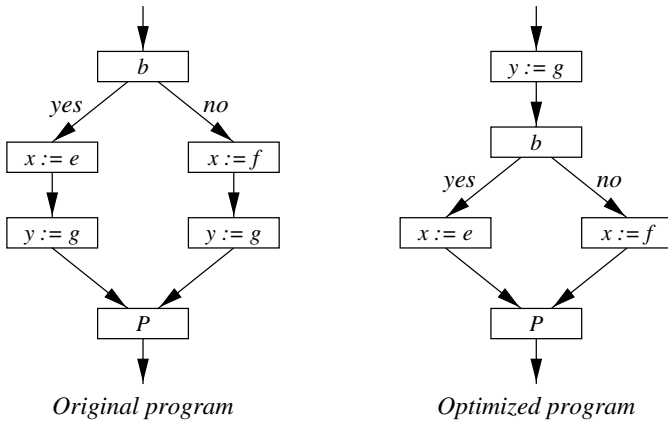 b
yes
no
x := e
x := f
y := g
y := g
P
Original program
y := g
b
yes
no
x := e
x := f
P
Optimized program